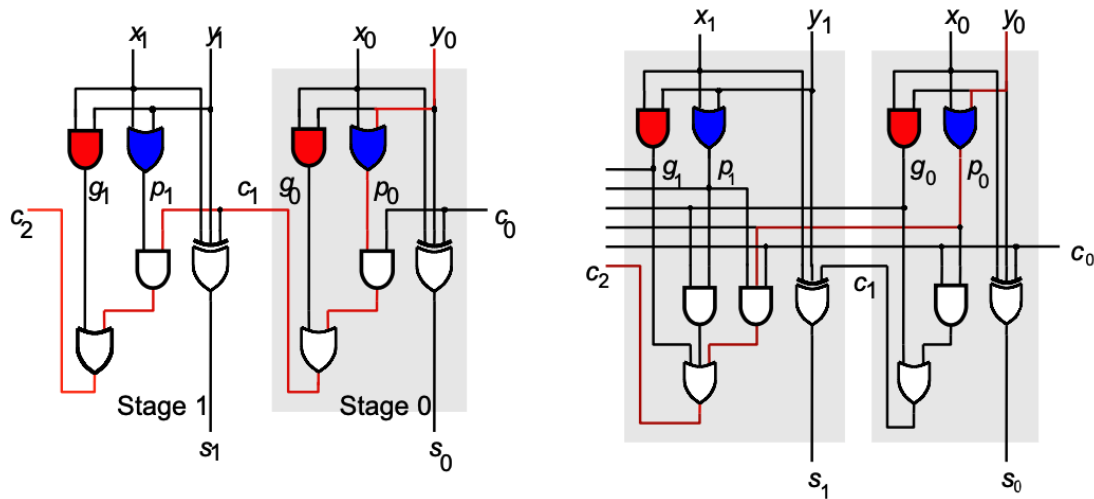 x1 y1 x0 y0
g1 p1 c1 g0 p0
c2 c0
Stage 1 Stage 0
s1 s0
x1 y1 x0 y0
g1 p1 g0 p0
c2 c1 c0
s1 s0